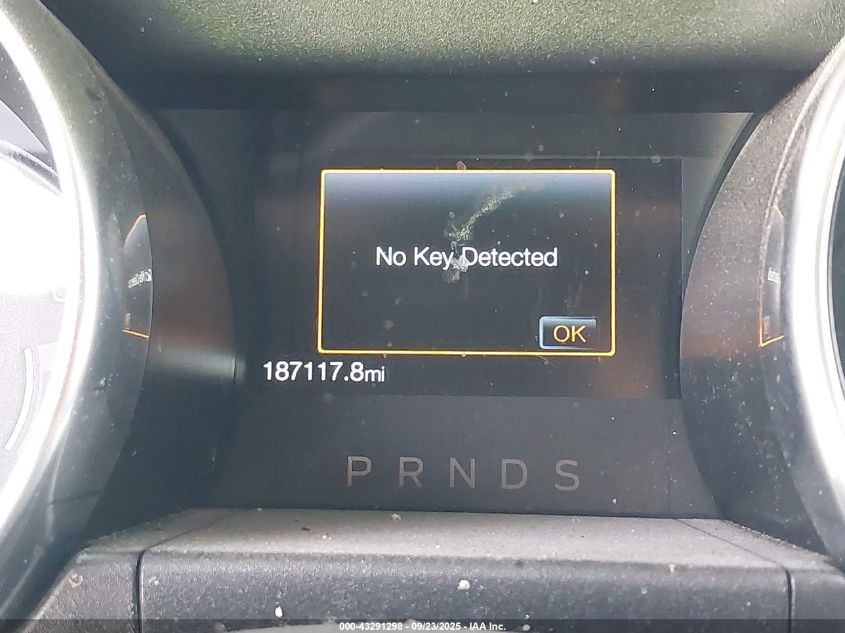 No Key Detected
OK
187117.8mi
P R N D S
000-43291298 - 09/23/2025 - IAA Inc.